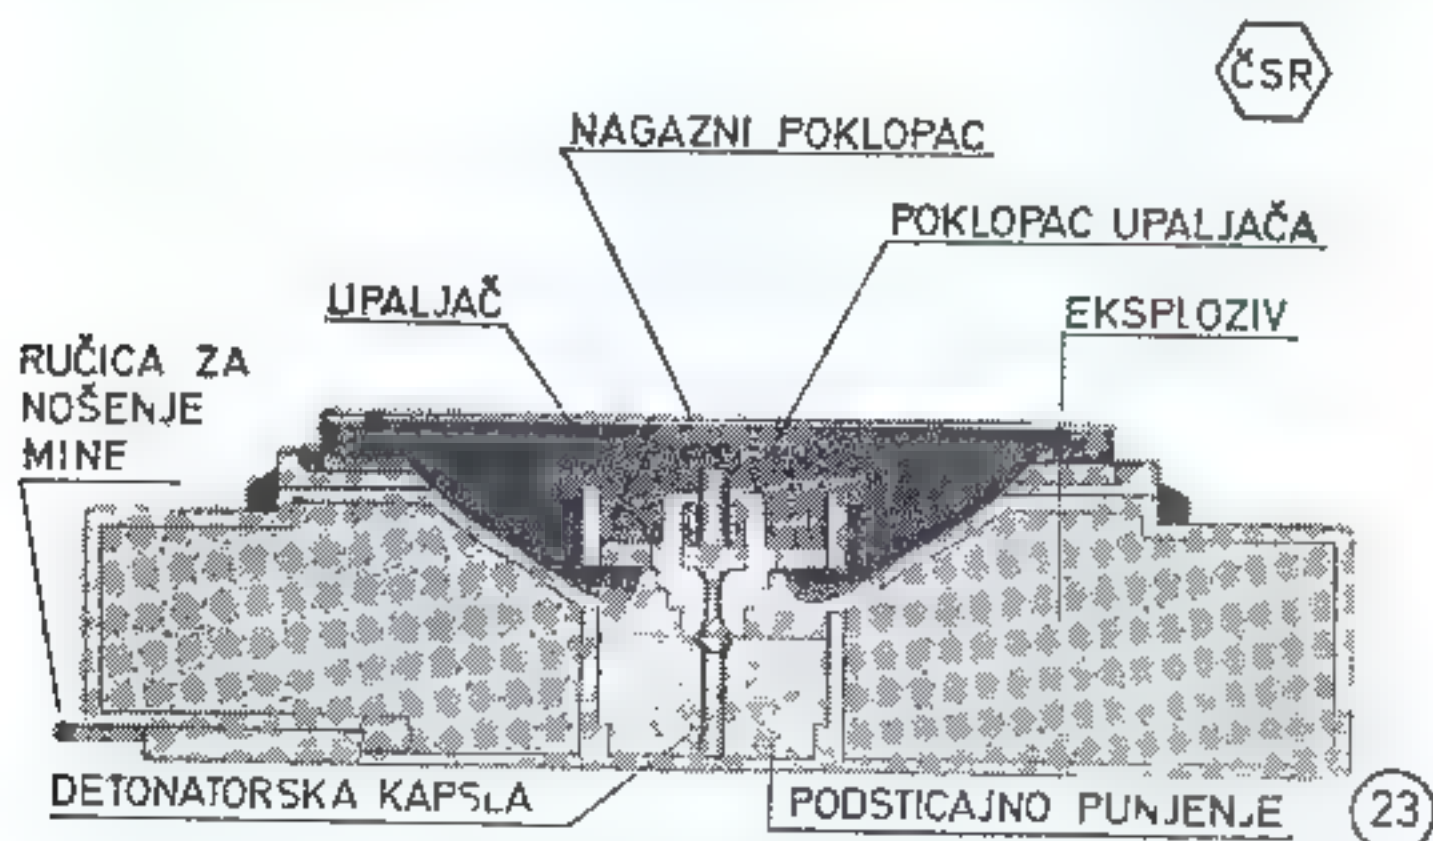 ČSR
NAGAZNI POKLOPAC
POKLOPAC UPALJAČA
UPALJAČ
EKSPLOZIV
RUČICA ZA
NOŠENJE
MINE
DETONATORSKA KAPSLA
PODSTICAJNO PUNJENJE
23